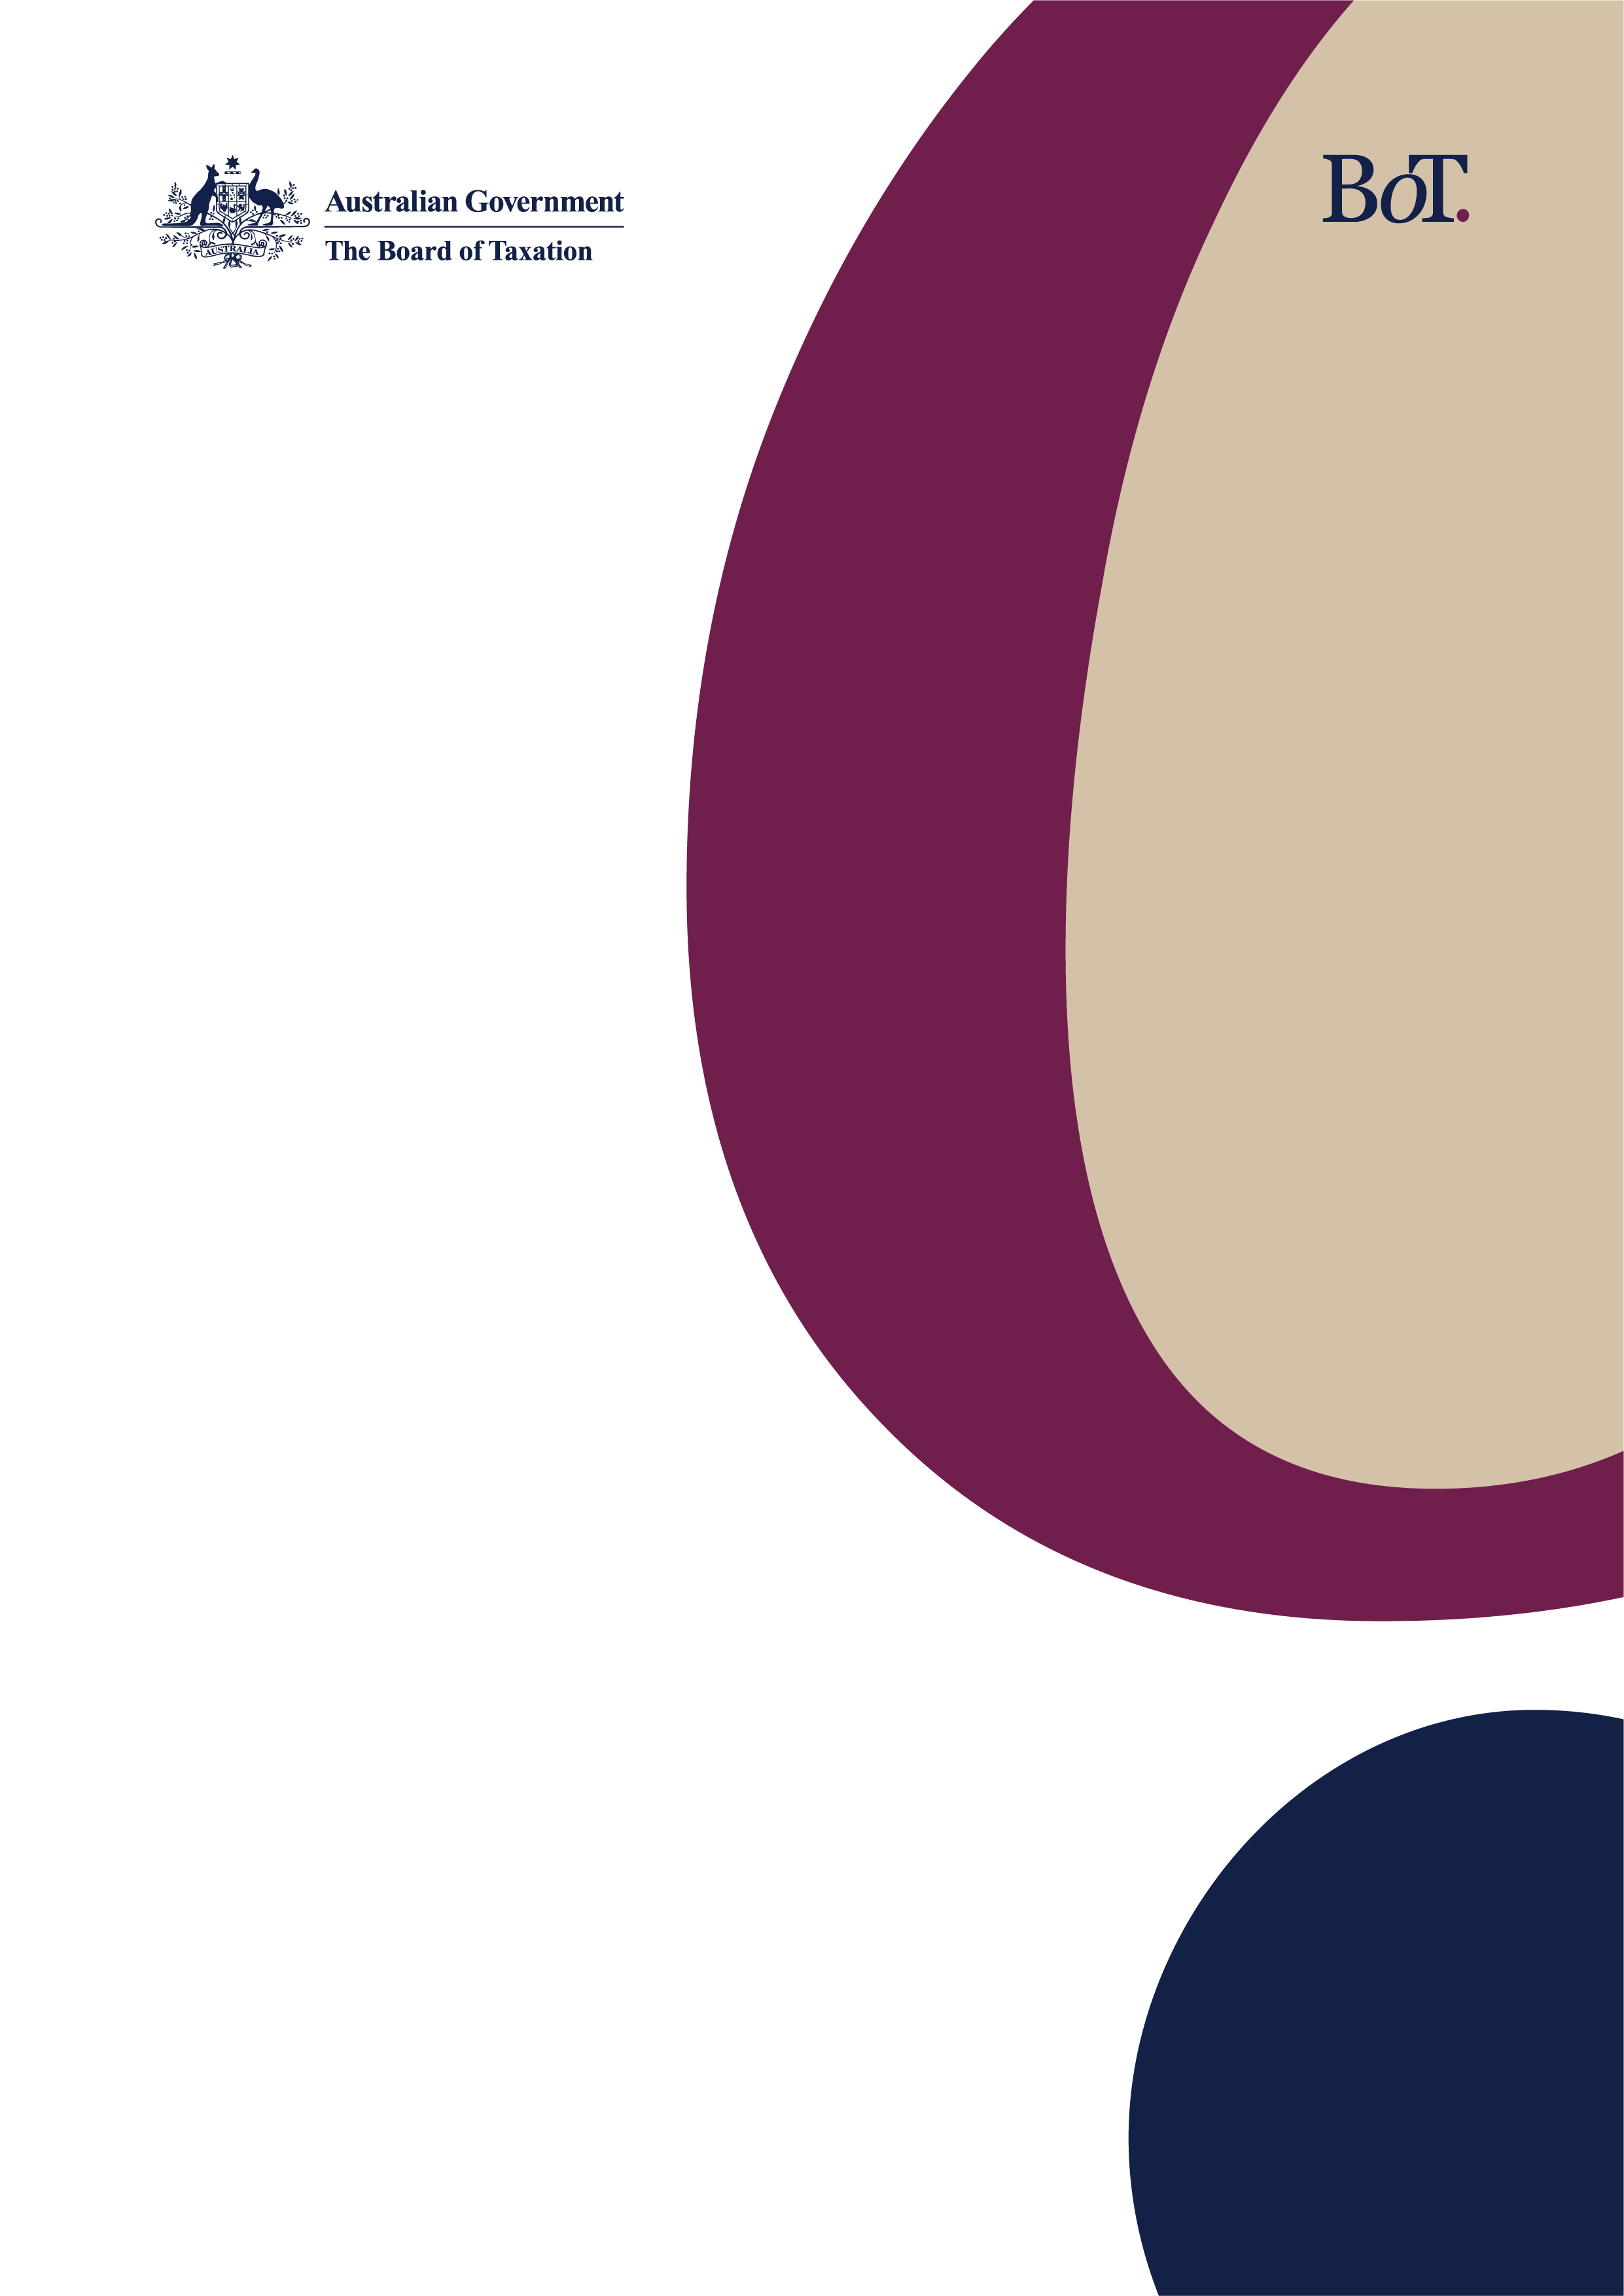 Australian Government
The Board of Taxation
AUSTRALIA
BoT.